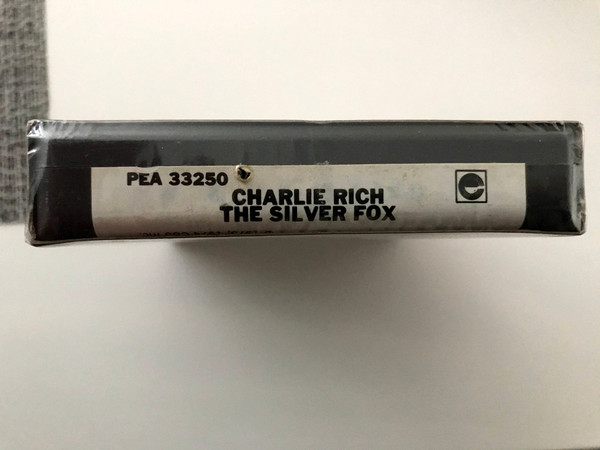 PEA 33250
CHARLIE RICH
THE SILVER FOX
e